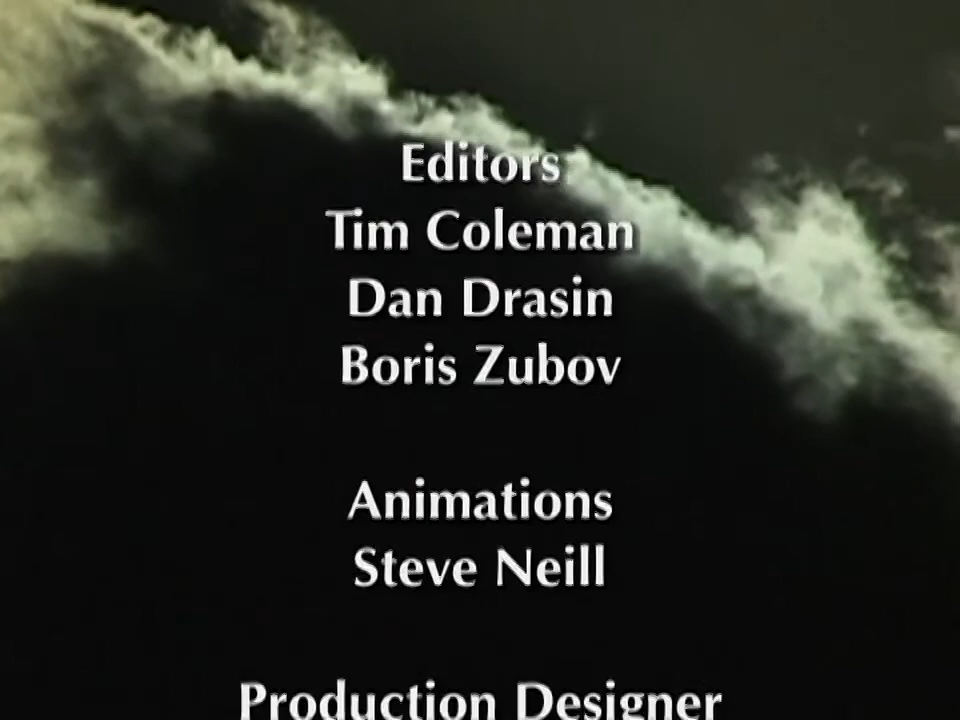 Editors
Tim Coleman
Dan Drasin
Boris Zubov
Animations
Steve Neill
Production Designer